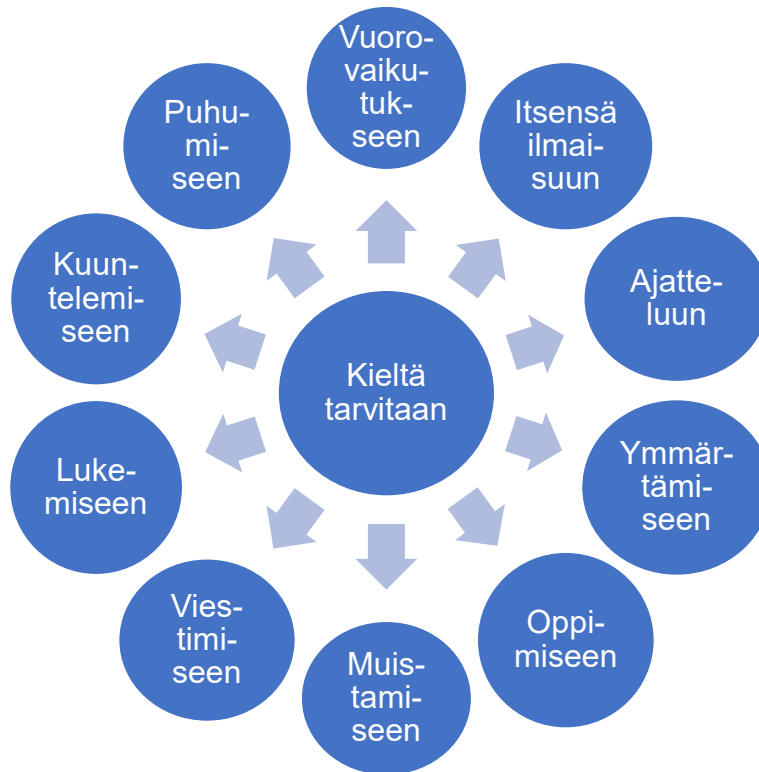 Vuoro-
vaiku-
tuk-
seen
Itsensä
ilmai-
suun
Ajatte-
luun
Ymmär-
tämi-
seen
Oppi-
miseen
Muis-
tami-
seen
Vies-
timi-
seen
Luke-
miseen
Kuun-
telemi-
seen
Puhu-
mi-
seen
Kieltä
tarvitaan